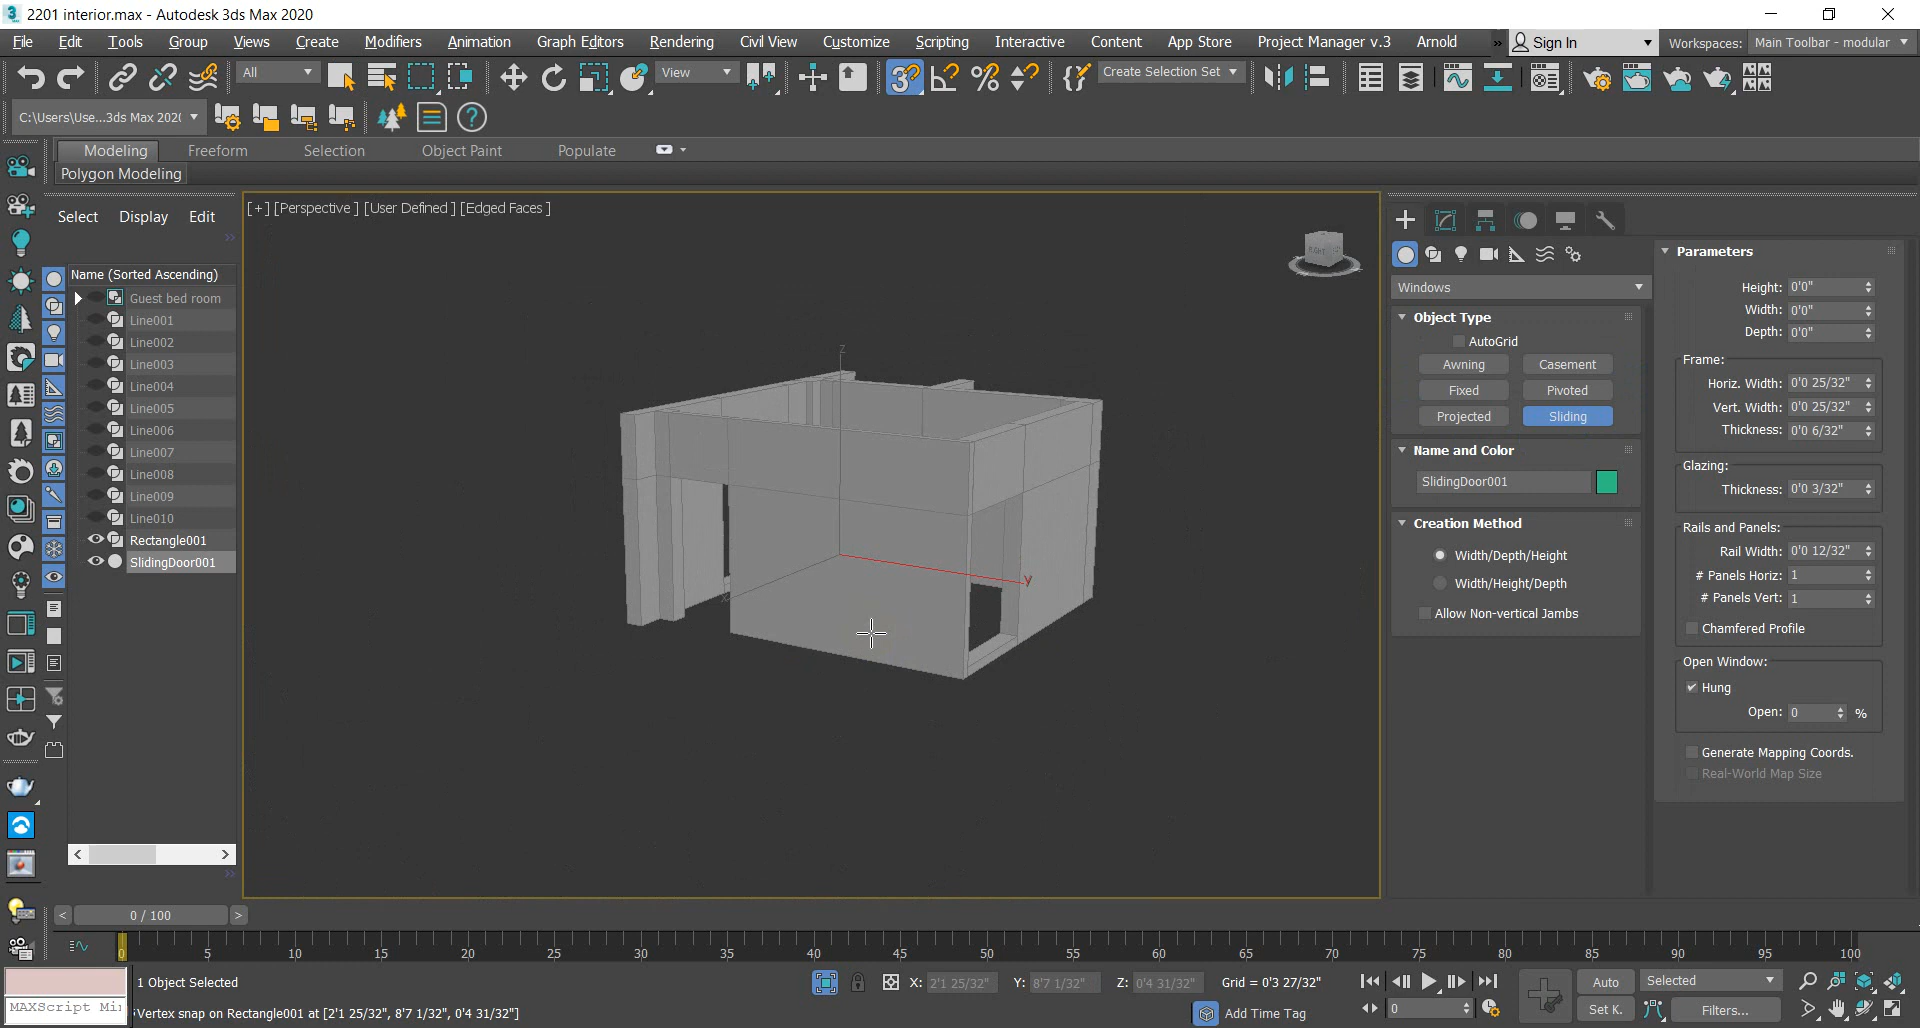 2201 interior.max - Autodesk 3ds Max 2020
File Edit Tools Group Views Create Modifiers Animation Graph Editors Rendering Civil View Customize Scripting Interactive Content App Store Project Manager v.3 Arnold » Sign In Workspaces: Main Toolbar - modular
All View Create Selection Set
C:\Users\Use...3ds Max 202(
Modeling Freeform Selection Object Paint Populate
Polygon Modeling
Select Display Edit
Name (Sorted Ascending)
Guest bed room
Line001
Line002
Line003
Line004
Line005
Line006
Line007
Line008
Line009
Line010
Rectangle001
SlidingDoor001
[+] [Perspective ] [User Defined ] [Edged Faces ]
RIGHT
z
y
x
Windows
Object Type
AutoGrid
Awning Casement
Fixed Pivoted
Projected Sliding
Name and Color
SlidingDoor001
Creation Method
Width/Depth/Height
Width/Height/Depth
Allow Non-vertical Jambs
Parameters
Height: 0'0"
Width: 0'0"
Depth: 0'0"
Frame:
Horiz. Width: 0'0 25/32"
Vert. Width: 0'0 25/32"
Thickness: 0'0 6/32"
Glazing:
Thickness: 0'0 3/32"
Rails and Panels:
Rail Width: 0'0 12/32"
# Panels Horiz: 1
# Panels Vert: 1
Chamfered Profile
Open Window:
Hung
Open: 0 %
Generate Mapping Coords.
Real-World Map Size
< 0 / 100 >
0 5 10 15 20 25 30 35 40 45 50 55 60 65 70 75 80 85 90 95 100
1 Object Selected X: 2'1 25/32" Y: 8'7 1/32" Z: 0'4 31/32" Grid = 0'3 27/32" Auto Selected
MAXScript Mi Vertex snap on Rectangle001 at [2'1 25/32", 8'7 1/32", 0'4 31/32"] Add Time Tag 0 Set K. Filters...